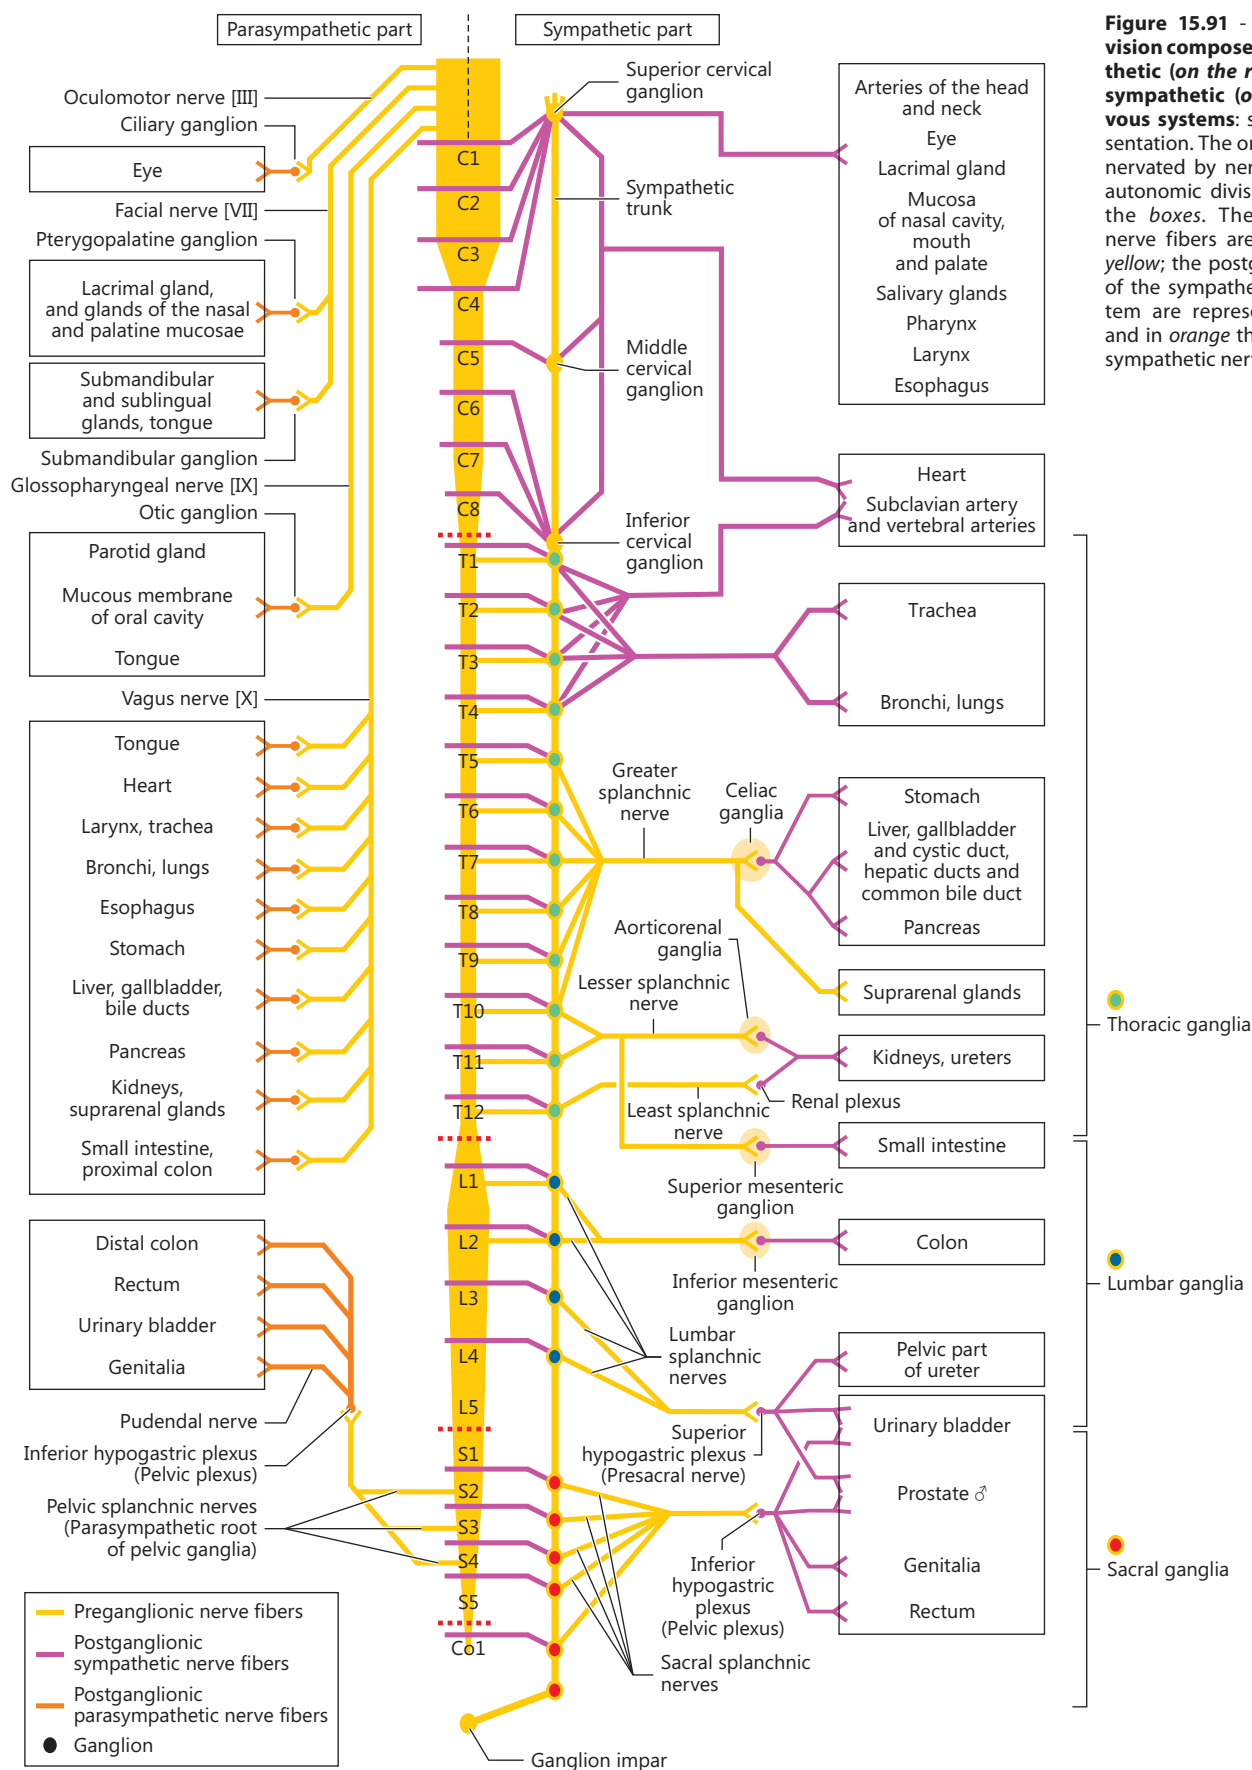 Parasympathetic part
Sympathetic part
Oculomotor nerve [III]
Ciliary ganglion
Eye
Facial nerve [VII]
Pterygopalatine ganglion
Lacrimal gland,
and glands of the nasal
and palatine mucosae
Submandibular
and sublingual
glands, tongue
Submandibular ganglion
Glossopharyngeal nerve [IX]
Otic ganglion
Parotid gland
Mucous membrane
of oral cavity
Tongue
Vagus nerve [X]
Tongue
Heart
Larynx, trachea
Bronchi, lungs
Esophagus
Stomach
Liver, gallbladder,
bile ducts
Pancreas
Kidneys,
suprarenal glands
Small intestine,
proximal colon
Distal colon
Rectum
Urinary bladder
Genitalia
Pudendal nerve
Inferior hypogastric plexus
(Pelvic plexus)
Pelvic splanchnic nerves
(Parasympathetic root
of pelvic ganglia)
Preganglionic nerve fibers
Postganglionic
sympathetic nerve fibers
Postganglionic
parasympathetic nerve fibers
Ganglion
C1
C2
C3
C4
C5
C6
C7
C8
T1
T2
T3
T4
T5
T6
T7
T8
T9
T10
T11
T12
L1
L2
L3
L4
L5
S1
S2
S3
S4
S5
Co1
Superior cervical
ganglion
Sympathetic
trunk
Middle
cervical
ganglion
Inferior
cervical
ganglion
Greater
splanchnic
nerve
Celiac
ganglia
Aorticorenal
ganglia
Lesser splanchnic
nerve
Least splanchnic
nerve
Renal plexus
Superior mesenteric
ganglion
Inferior mesenteric
ganglion
Lumbar
splanchnic
nerves
Superior
hypogastric plexus
(Presacral nerve)
Inferior
hypogastric
plexus
(Pelvic plexus)
Sacral splanchnic
nerves
Ganglion impar
Arteries of the head
and neck
Eye
Lacrimal gland
Mucosa
of nasal cavity,
mouth
and palate
Salivary glands
Pharynx
Larynx
Esophagus
Heart
Subclavian artery
and vertebral arteries
Trachea
Bronchi, lungs
Stomach
Liver, gallbladder
and cystic duct,
hepatic ducts and
common bile duct
Pancreas
Suprarenal glands
Kidneys, ureters
Small intestine
Colon
Pelvic part
of ureter
Urinary bladder
Prostate ♂
Genitalia
Rectum
Thoracic ganglia
Lumbar ganglia
Sacral ganglia
Figure 15.91 -
vision compose
thetic (on the r
sympathetic (o
vous systems: s
sentation. The or
nervated by ner
autonomic divis
the boxes. The
nerve fibers are
yellow; the postg
of the sympathe
tem are repres
and in orange th
sympathetic nerv